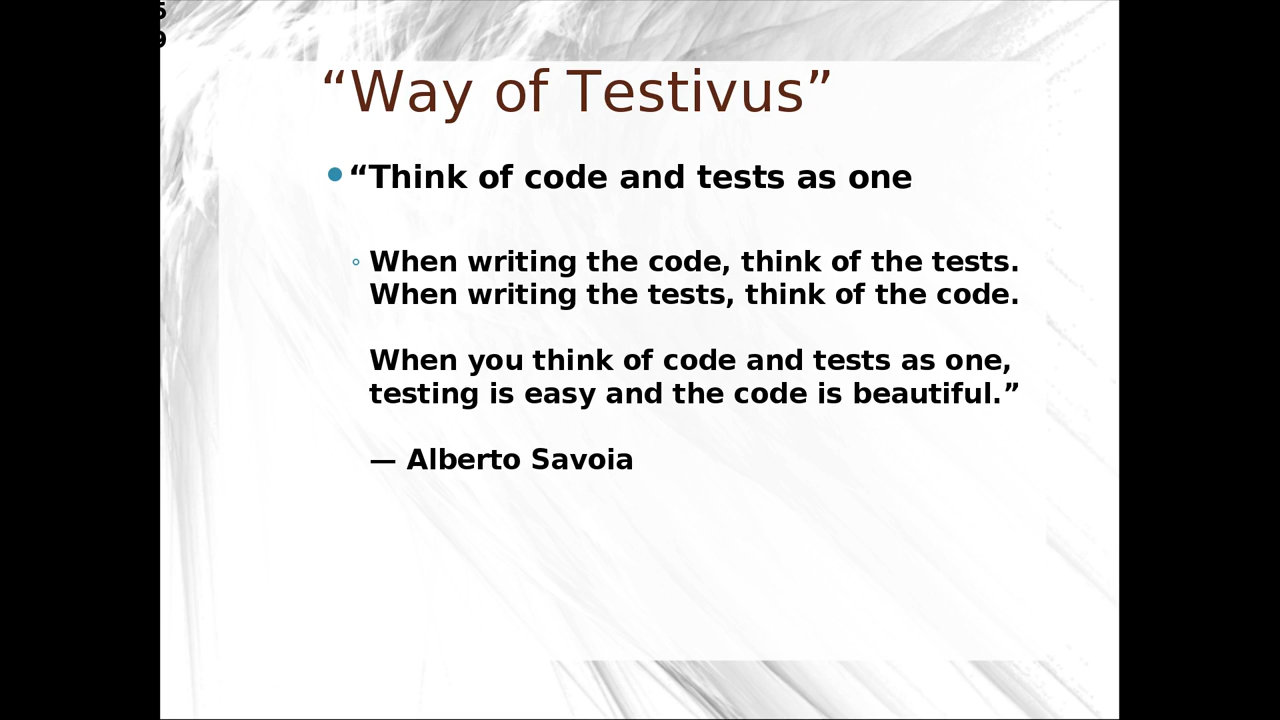 “Way of Testivus”
“Think of code and tests as one
When writing the code, think of the tests.
When writing the tests, think of the code.
When you think of code and tests as one,
testing is easy and the code is beautiful.”
— Alberto Savoia